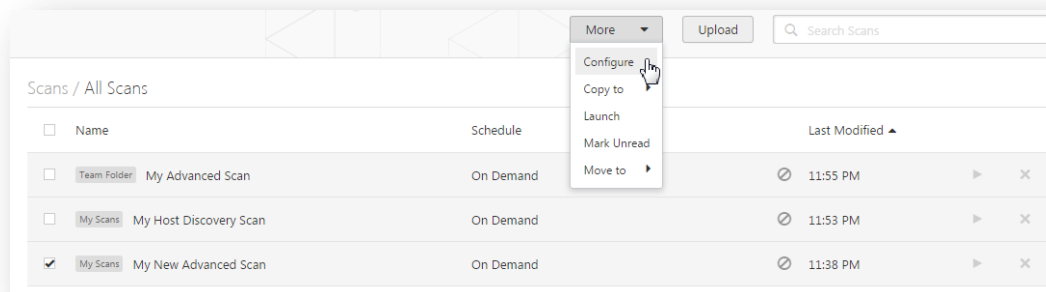 More Upload Search Scans
Configure
Scans / All Scans
Copy to
Launch
Name Schedule Last Modified
Mark Unread
Move to
Team Folder My Advanced Scan On Demand 11:55 PM
My Scans My Host Discovery Scan On Demand 11:53 PM
My Scans My New Advanced Scan On Demand 11:38 PM